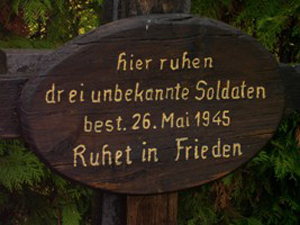 hier ruhen
drei unbekannte Soldaten
best. 26. Mai 1945
Ruhet in Frieden